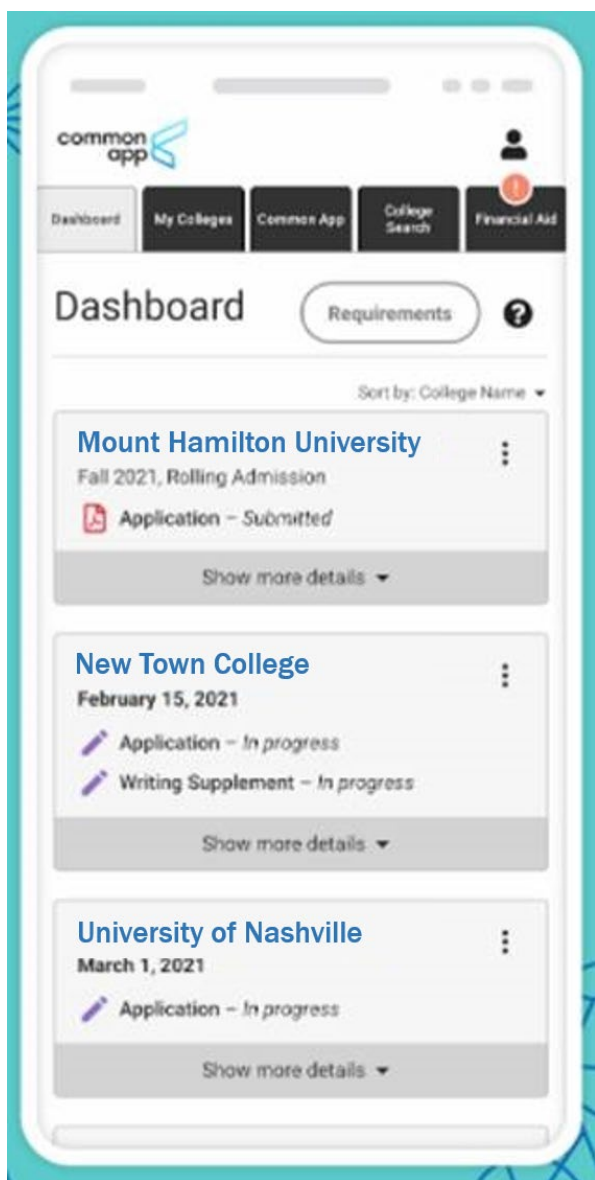 common
app
!
Dashboard
My Colleges
Common App
College
Search
Financial Aid
Dashboard
Requirements
?
Sort by: College Name
Mount Hamilton University
Fall 2021, Rolling Admission
Application – Submitted
Show more details
New Town College
February 15, 2021
Application – In progress
Writing Supplement – In progress
Show more details
University of Nashville
March 1, 2021
Application – In progress
Show more details